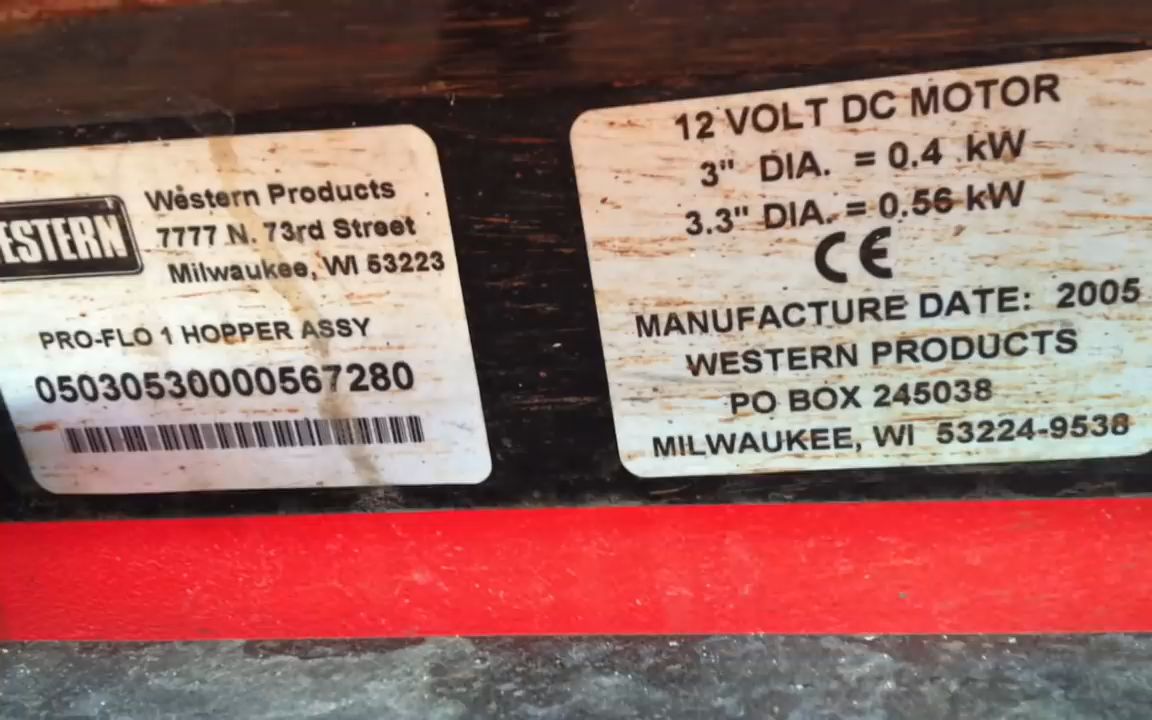 ESTERN
Western Products
7777 N. 73rd Street
Milwaukee, WI 53223
PRO-FLO 1 HOPPER ASSY
05030530000567280
12 VOLT DC MOTOR
3" DIA. = 0.4 kW
3.3" DIA. = 0.56 kW
CE
MANUFACTURE DATE: 2005
WESTERN PRODUCTS
PO BOX 245038
MILWAUKEE, WI 53224-9538